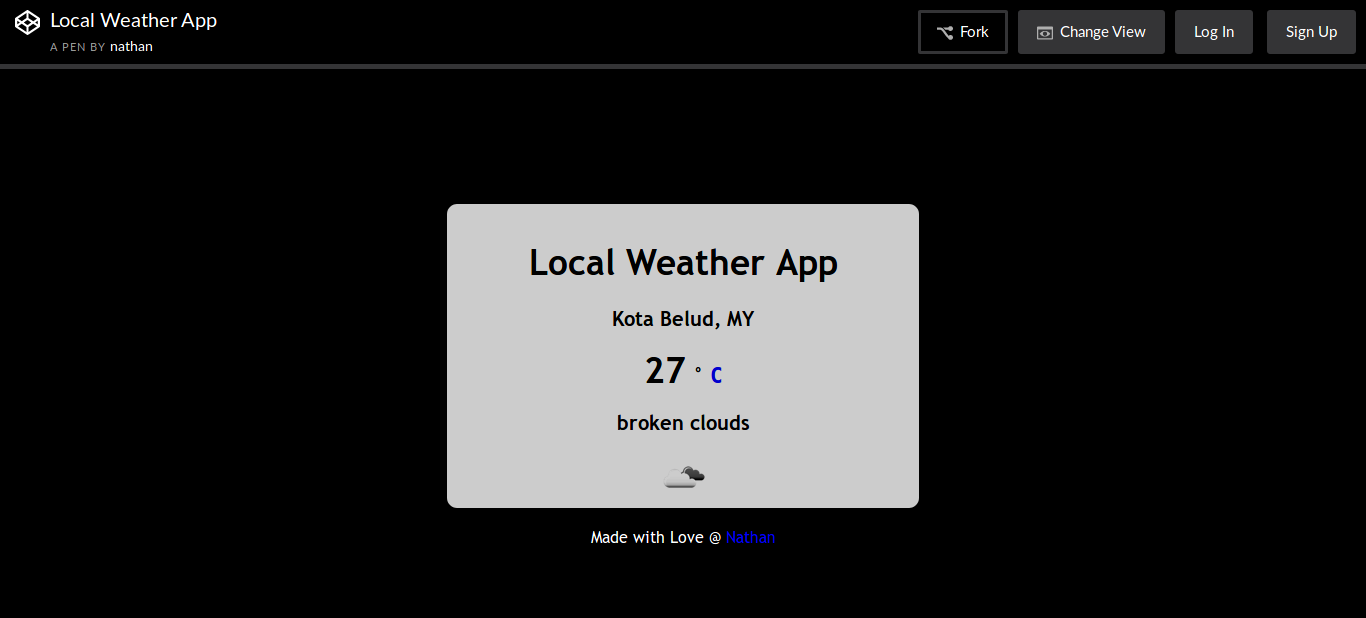 Local Weather App
A PEN BY nathan
Fork
Change View
Log In
Sign Up
Local Weather App
Kota Belud, MY
27 ° C
broken clouds
Made with Love @ Nathan